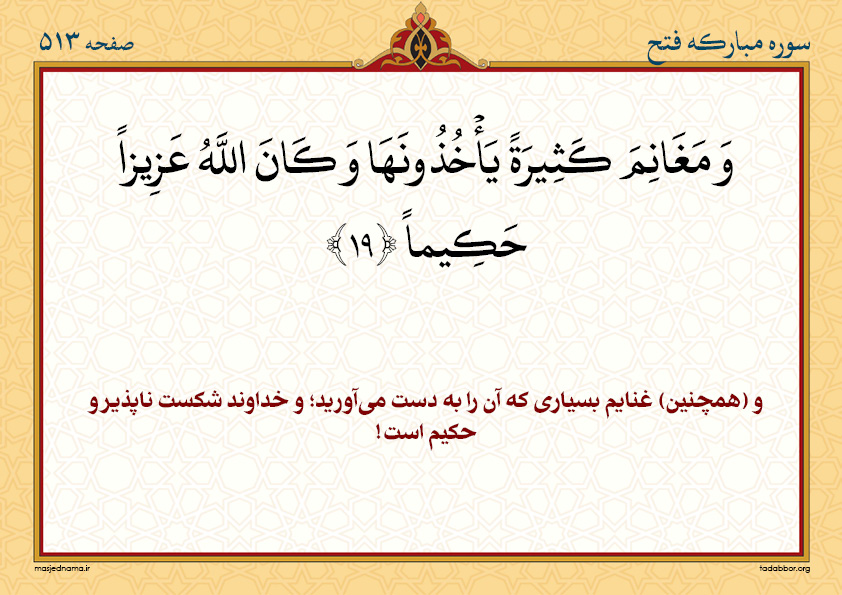 سوره مبارکه فتح
صفحه ۵۱۳
وَ مَغَانِمَ كَثِيرَةً يَأْخُذُونَهَا وَ كَانَ اللَّهُ عَزِيزاً
حَكِيماً ﴿۱۹﴾
و (همچنین) غنایم بسیاری که آن را به دست می‌آورید؛ و خداوند شکست ناپذیر و
حکیم است!
masjednama.ir
tadabbor.org